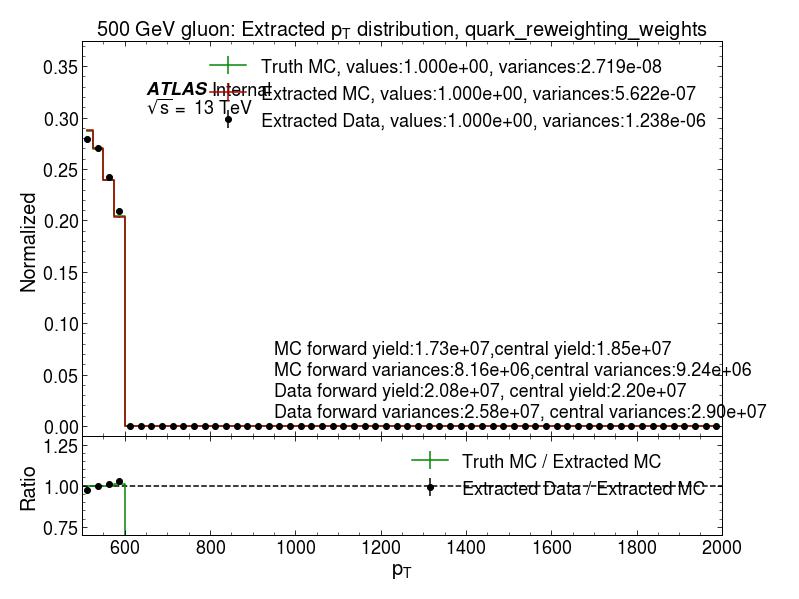 500 GeV gluon: Extracted pT distribution, quark_reweighting_weights
0.35
0.30
0.25
0.20
0.15
0.10
0.05
0.00
Normalized
Truth MC, values:1.000e+00, variances:2.719e-08
Extracted MC, values:1.000e+00, variances:5.622e-07
Extracted Data, values:1.000e+00, variances:1.238e-06
ATLAS Internal
√s = 13 TeV
MC forward yield:1.73e+07,central yield:1.85e+07
MC forward variances:8.16e+06,central variances:9.24e+06
Data forward yield:2.08e+07, central yield:2.20e+07
Data forward variances:2.58e+07, central variances:2.90e+07
1.25
1.00
0.75
Ratio
Truth MC / Extracted MC
Extracted Data / Extracted MC
600 800 1000 1200 1400 1600 1800 2000
pT